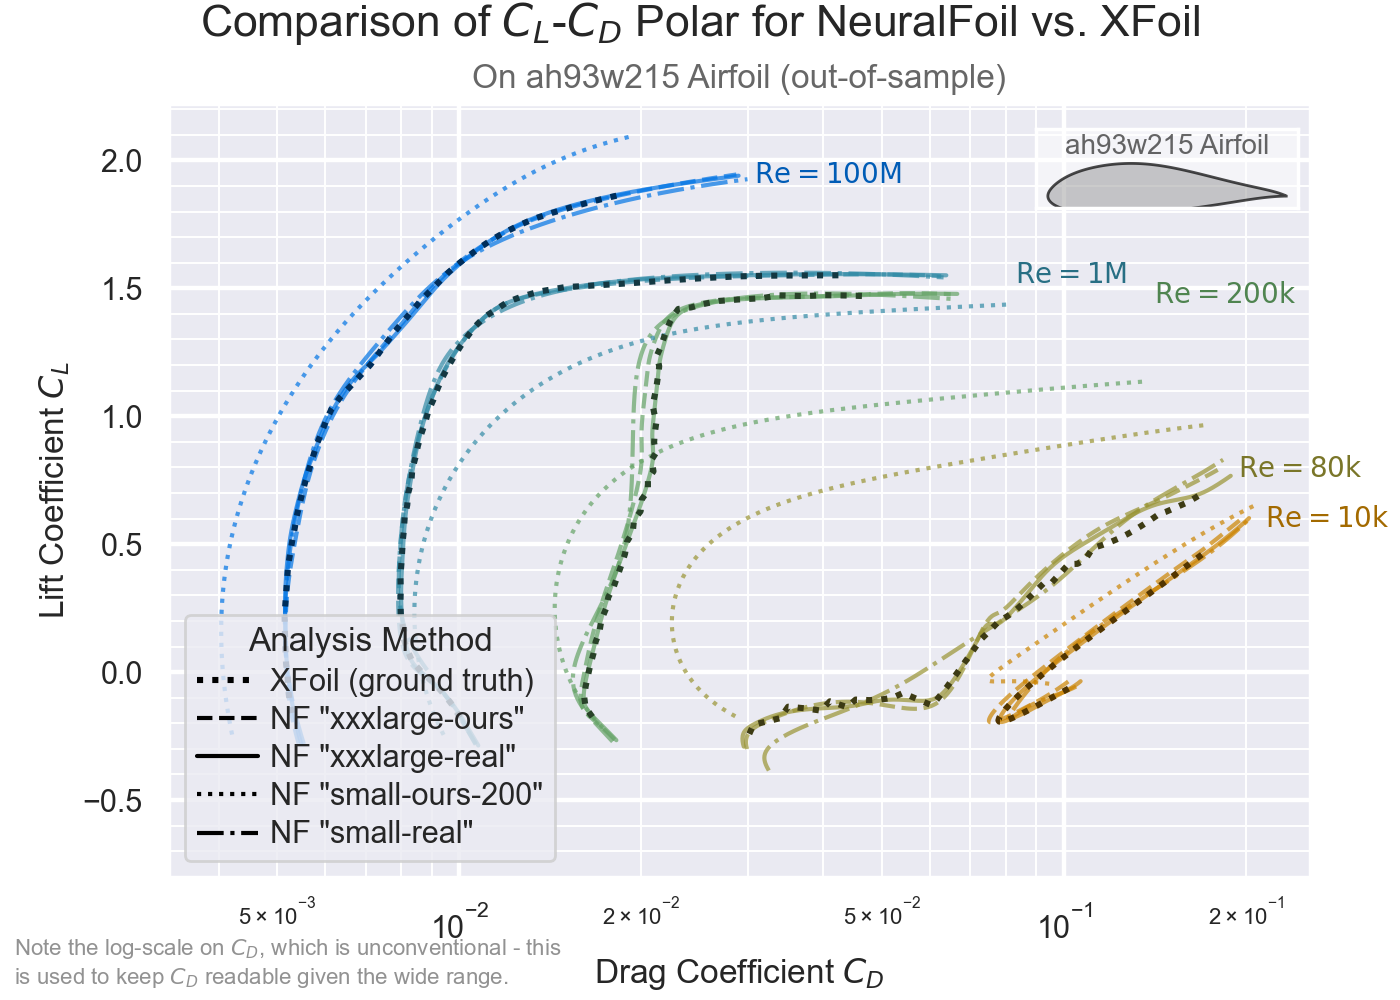 Comparison of C_L-C_D Polar for NeuralFoil vs. XFoil
On ah93w215 Airfoil (out-of-sample)
ah93w215 Airfoil
Re = 100M
Re = 1M
Re = 200k
Re = 80k
Re = 10k
Lift Coefficient C_L
2.0
1.5
1.0
0.5
0.0
−0.5
Analysis Method
XFoil (ground truth)
NF "xxxlarge-ours"
NF "xxxlarge-real"
NF "small-ours-200"
NF "small-real"
5 × 10⁻³
10⁻²
2 × 10⁻²
5 × 10⁻²
10⁻¹
2 × 10⁻¹
Drag Coefficient C_D
Note the log-scale on C_D, which is unconventional - this
is used to keep C_D readable given the wide range.